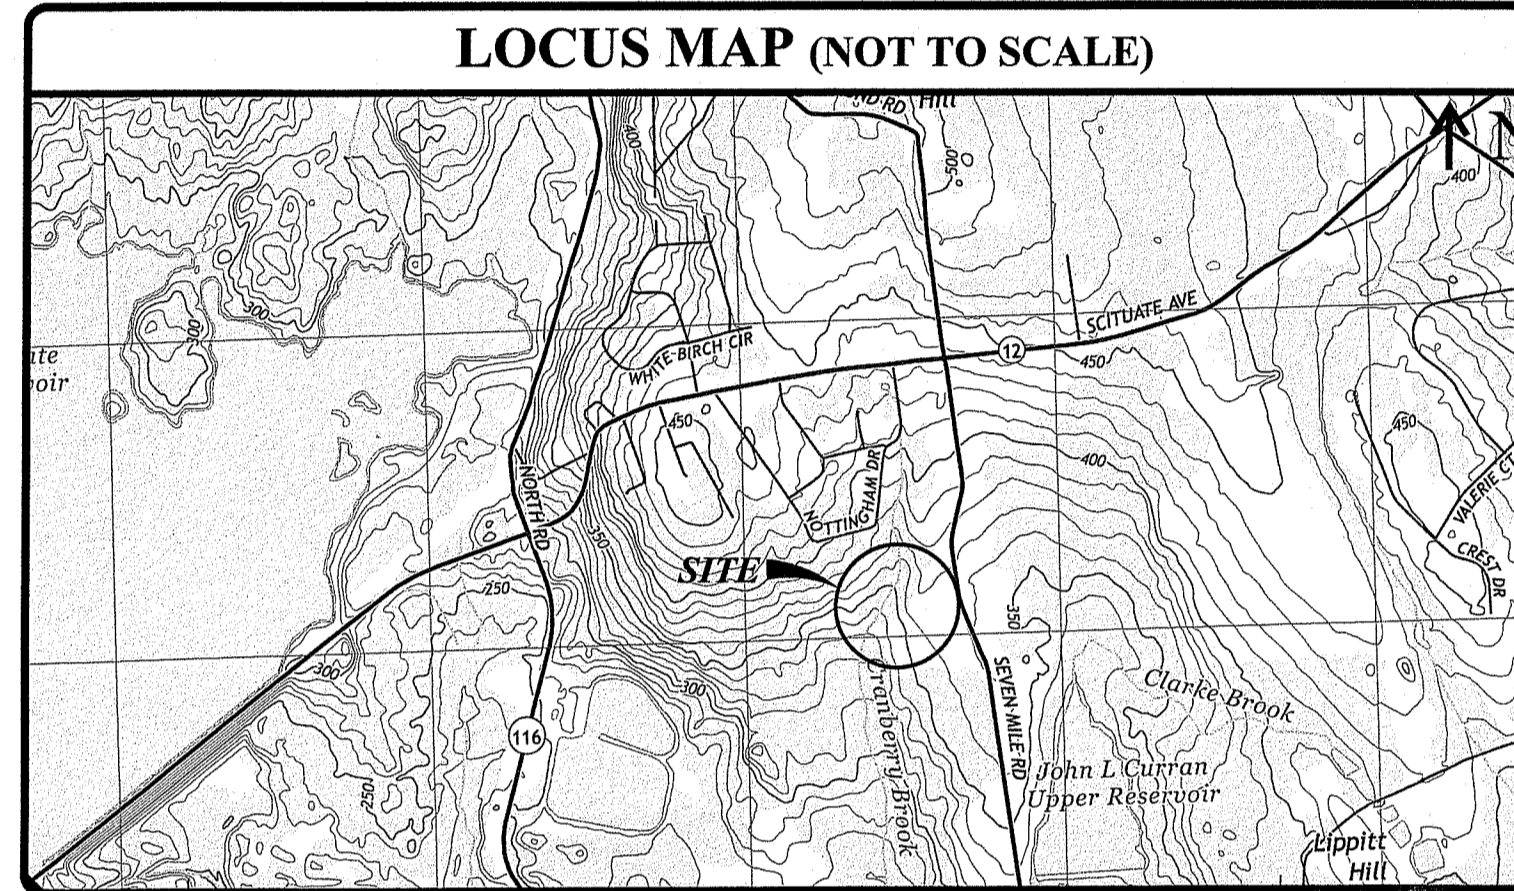 LOCUS MAP (NOT TO SCALE)
Hill
400
500
N
400
300
300
SCITUATE AVE
12
450
WHITE BIRCH CIR
450
450
400
NORTH RD
NOTTINGHAM DR
VALERIE CT
350
CREST DR
SITE
250
350
300
SEVEN MILE RD
Clarke Brook
300
Cranberry Brook
116
250
John L Curran
Upper Reservoir
Lippitt
Hill